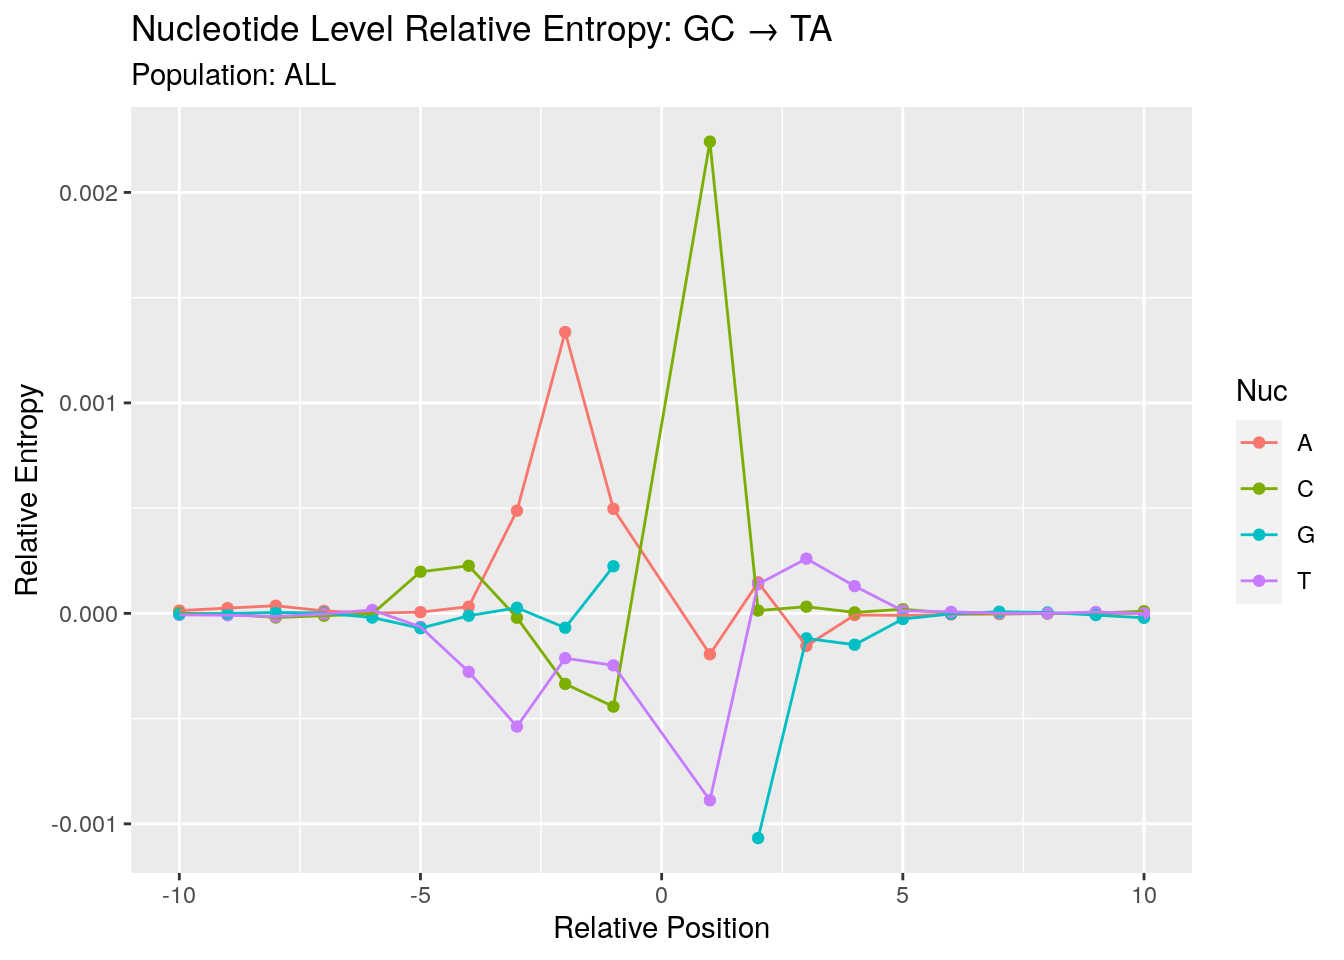 Nucleotide Level Relative Entropy: GC → TA
Population: ALL
Relative Entropy
0.002
0.001
0.000
-0.001
-10
-5
0
5
10
Relative Position
Nuc
A
C
G
T